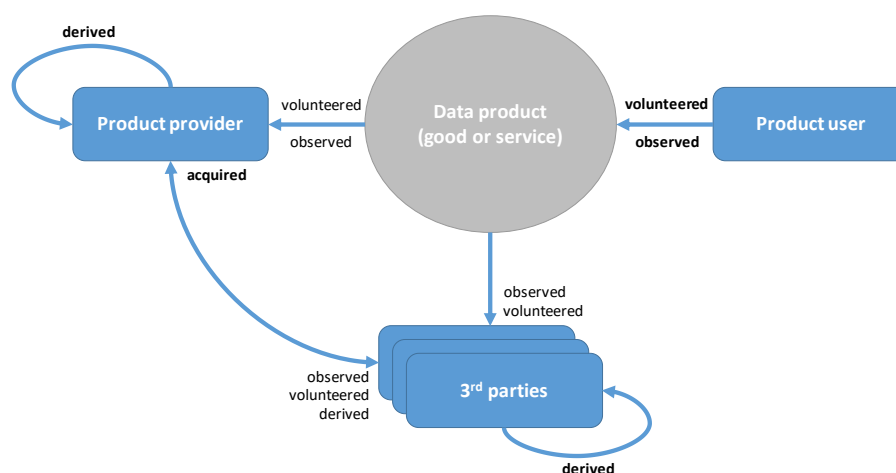 derived
Product provider
volunteered
observed
Data product
(good or service)
volunteered
observed
Product user
acquired
observed
volunteered
observed
volunteered
derived
3rd parties
derived